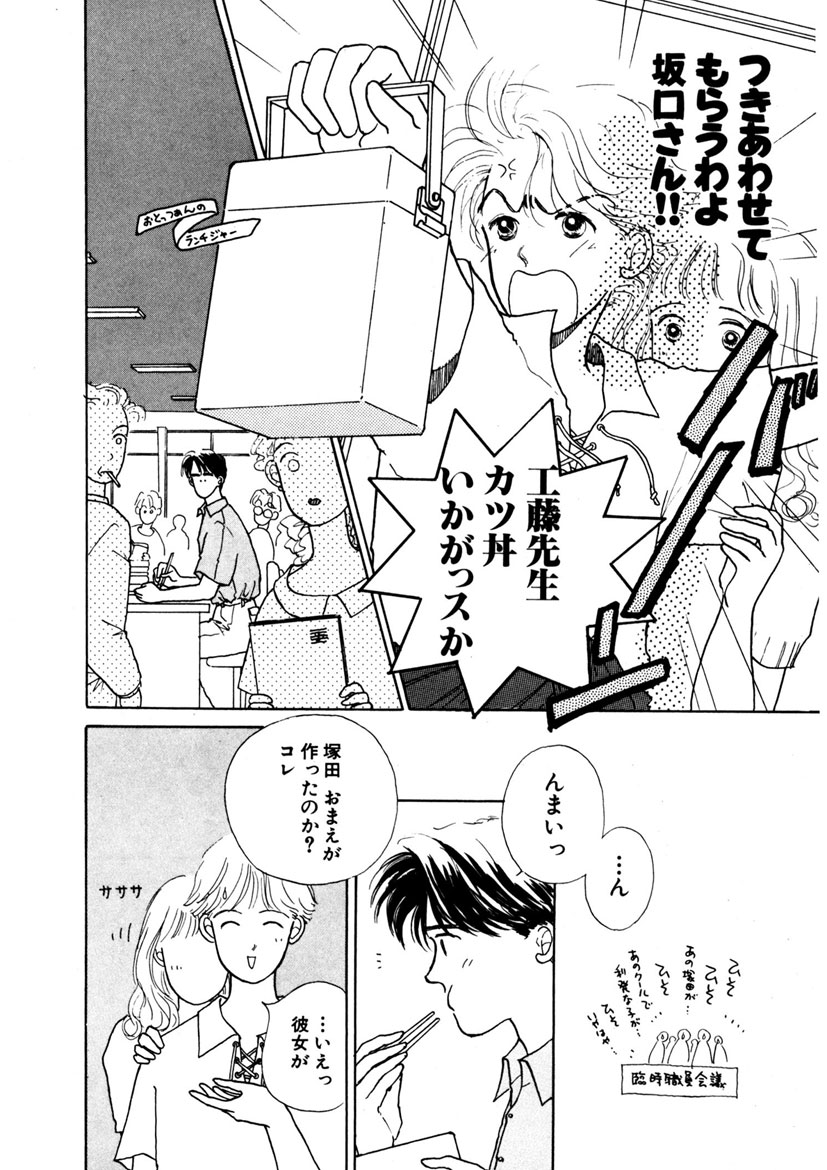 つきあわせて
もらうわよ
坂口さん!!
おとっつぁんの
ランチジャー
工藤先生
カツ丼
いかがっスか
…ん
んまいっ
塚田 おまえが
作ったのか?
コレ
…いえっ
彼女が
ササササ
ひそ
ひそ
あの塚田が…
ひそ
あのクールで
利発な子が…
ひそ
いやはや…
臨時職員会議